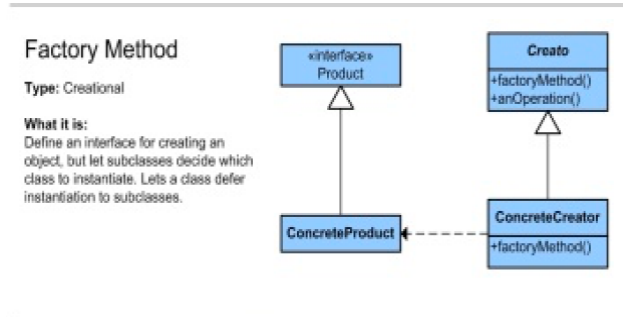 Factory Method
Type: Creational
What it is:
Define an interface for creating an
object, but let subclasses decide which
class to instantiate. Lets a class defer
instantiation to subclasses.
«interface»
Product
Creato
+factoryMethod()
+anOperation()
ConcreteProduct
ConcreteCreator
+factoryMethod()